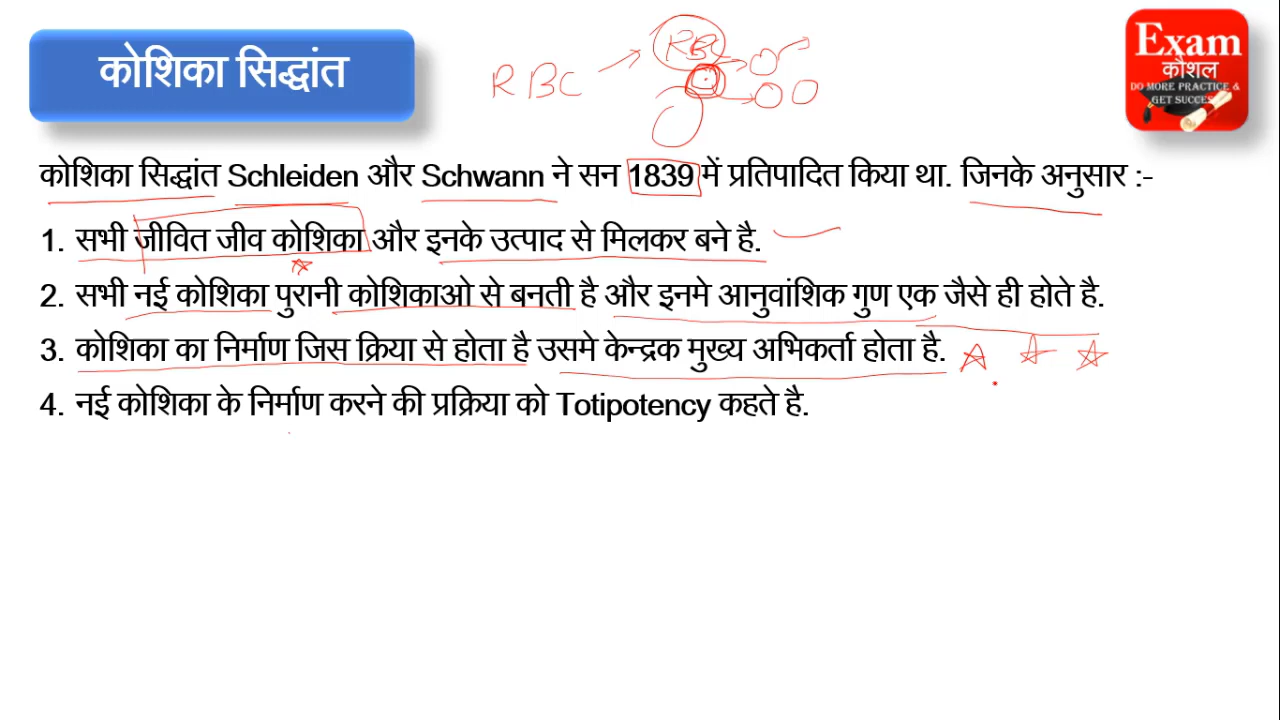 कोशिका सिद्धांत
RBC
RBC
Exam
कौशल
DO MORE PRACTICE &
GET SUCCESS
कोशिका सिद्धांत Schleiden और Schwann ने सन 1839 में प्रतिपादित किया था. जिनके अनुसार :-
1. सभी जीवित जीव कोशिका और इनके उत्पाद से मिलकर बने है.
2. सभी नई कोशिका पुरानी कोशिकाओ से बनती है और इनमे आनुवांशिक गुण एक जैसे ही होते है.
3. कोशिका का निर्माण जिस क्रिया से होता है उसमे केन्द्रक मुख्य अभिकर्ता होता है.
4. नई कोशिका के निर्माण करने की प्रक्रिया को Totipotency कहते है.